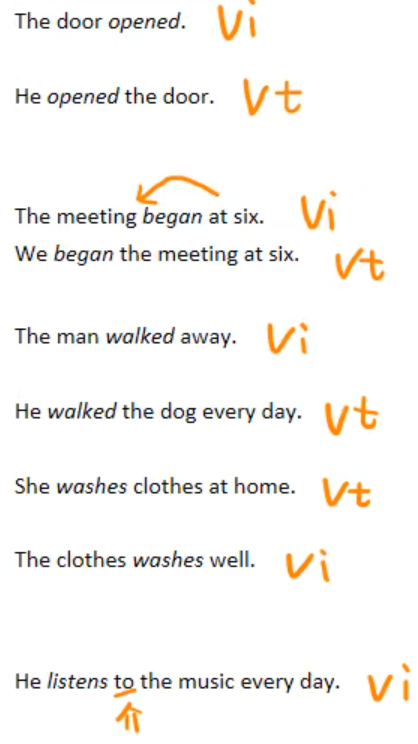 The door opened. vi
He opened the door. vt
The meeting began at six. vi
We began the meeting at six. vt
The man walked away. vi
He walked the dog every day. vt
She washes clothes at home. vt
The clothes washes well. vi
He listens to the music every day. vi
介